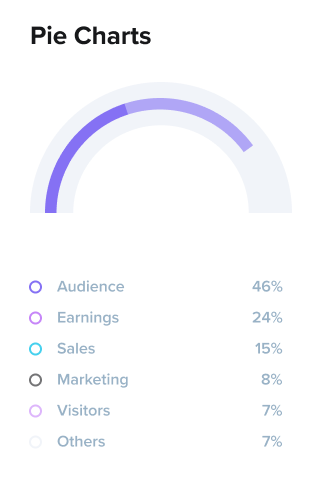 Pie Charts
Audience 46%
Earnings 24%
Sales 15%
Marketing 8%
Visitors 7%
Others 7%